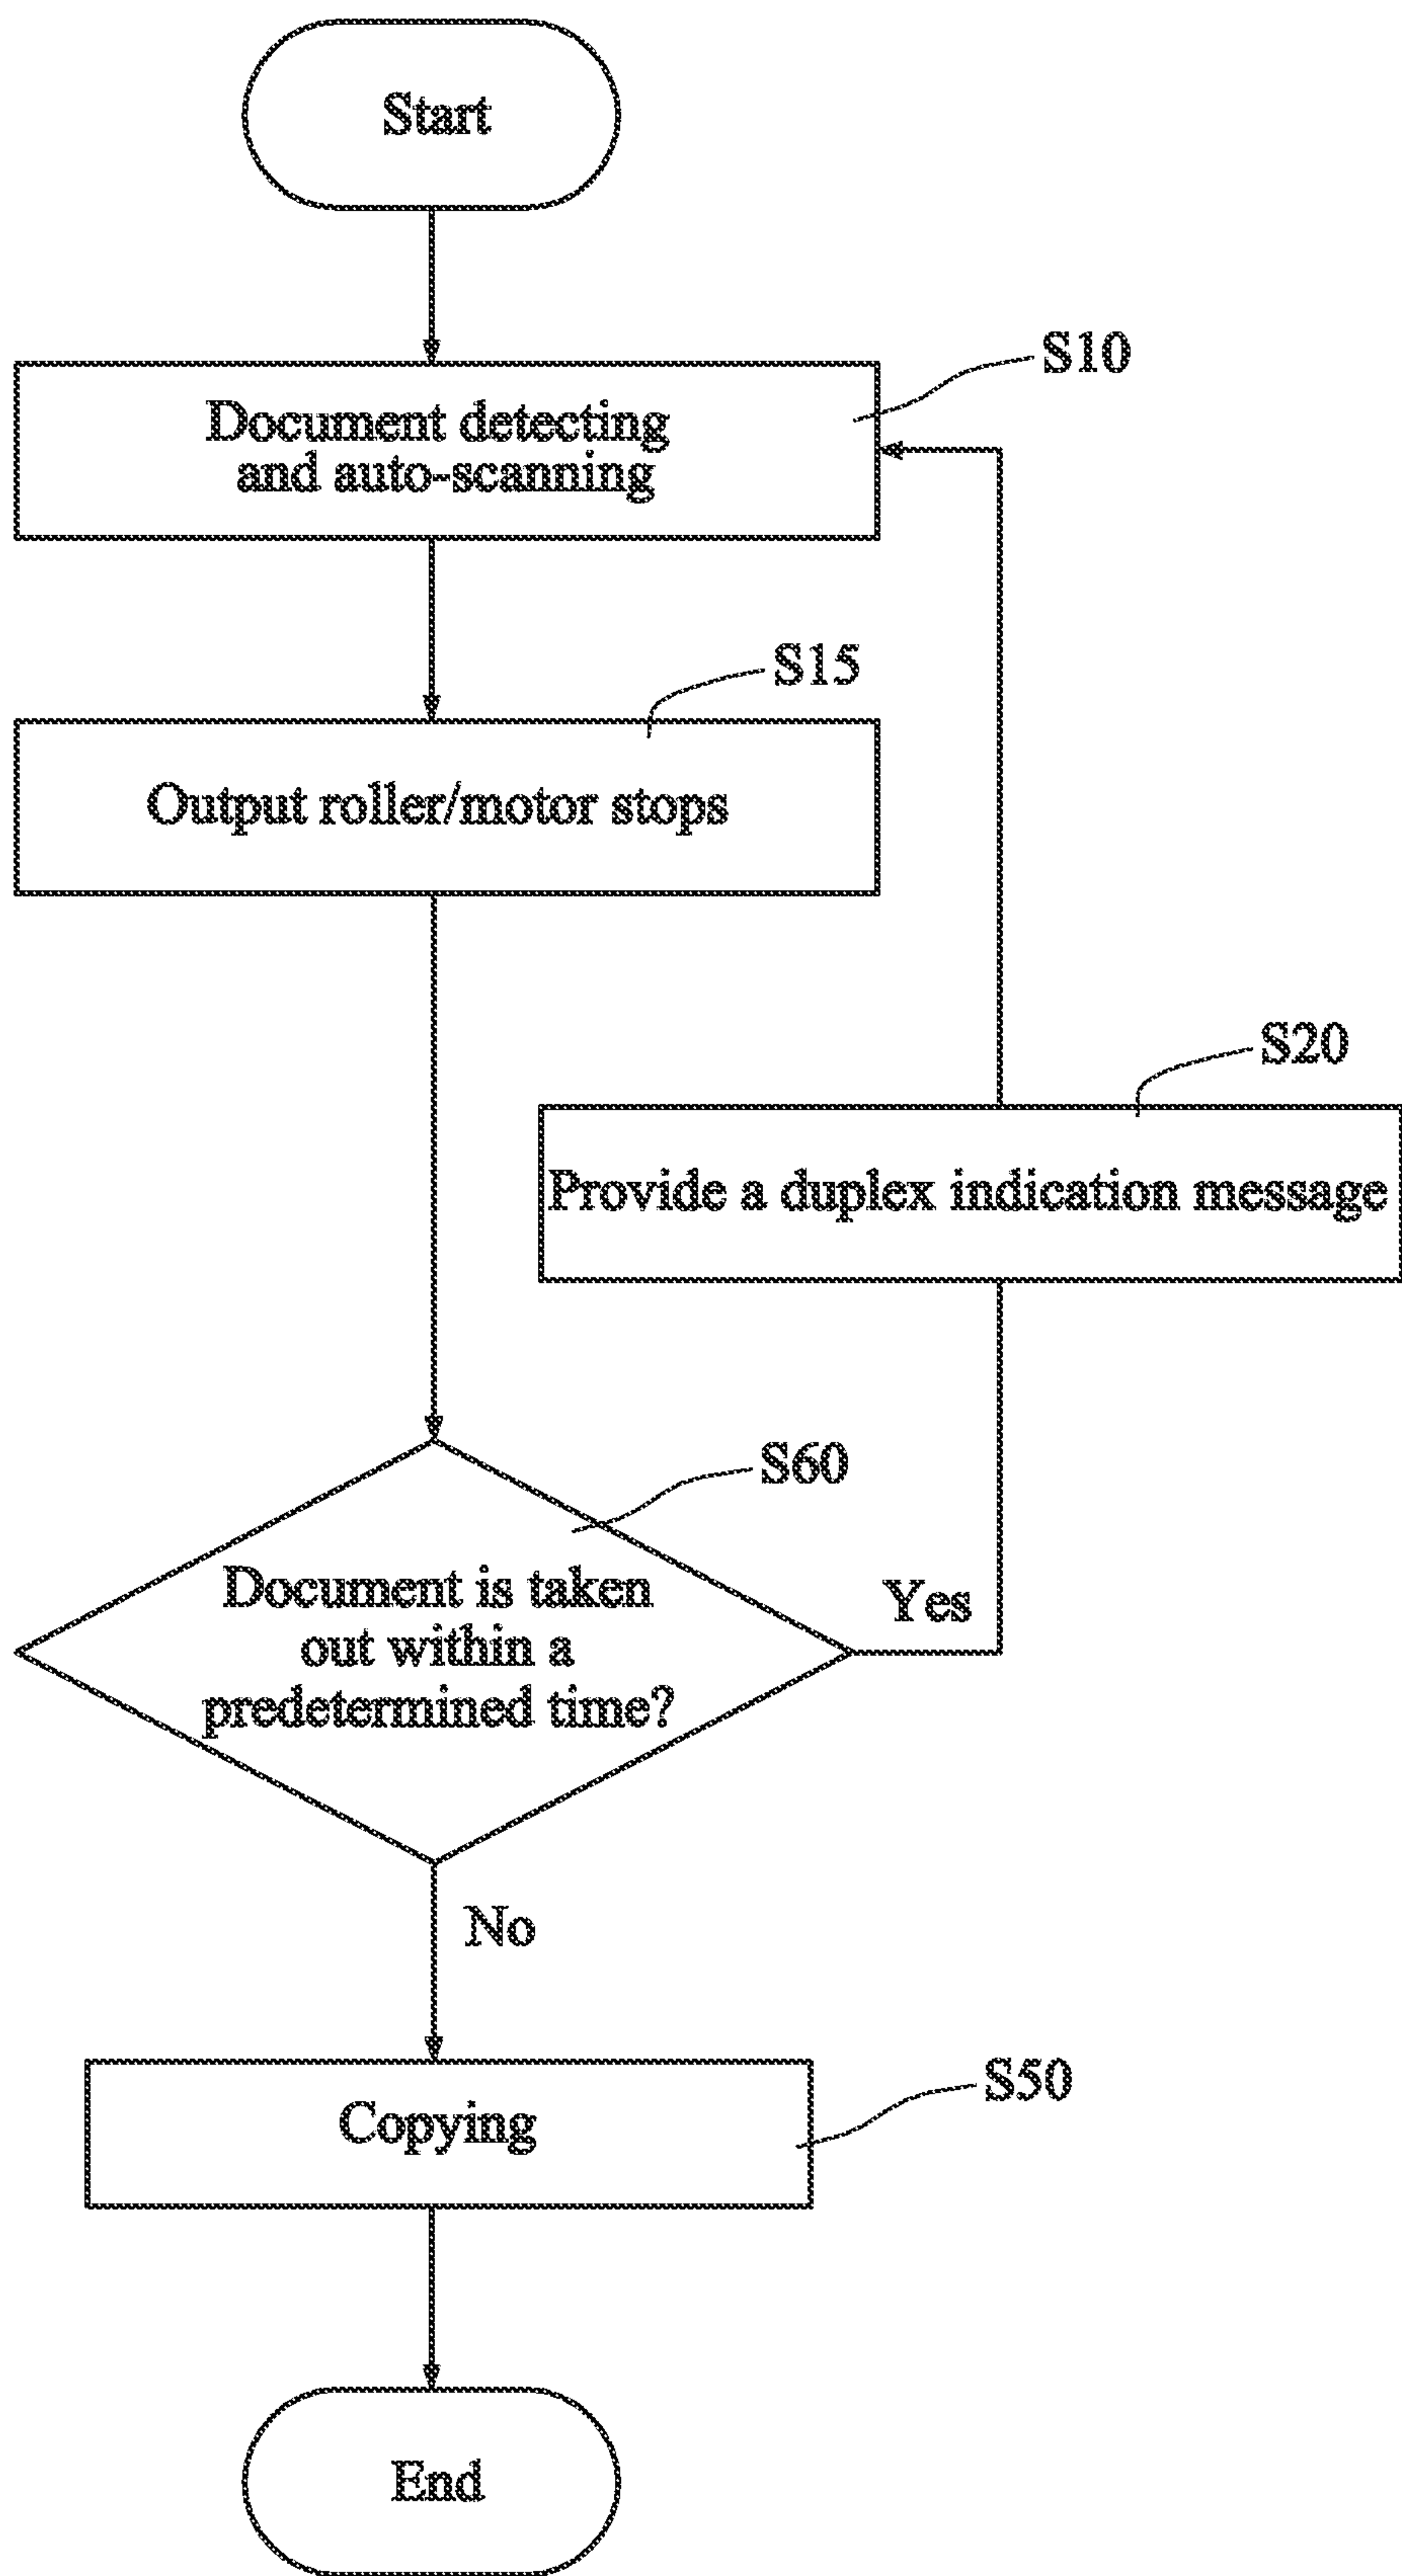 Start
S10
Document detecting
and auto-scanning
S15
Output roller/motor stops
S20
Provide a duplex indication message
S60
Document is taken
out within a
predetermined time?
Yes
No
S50
Copying
End